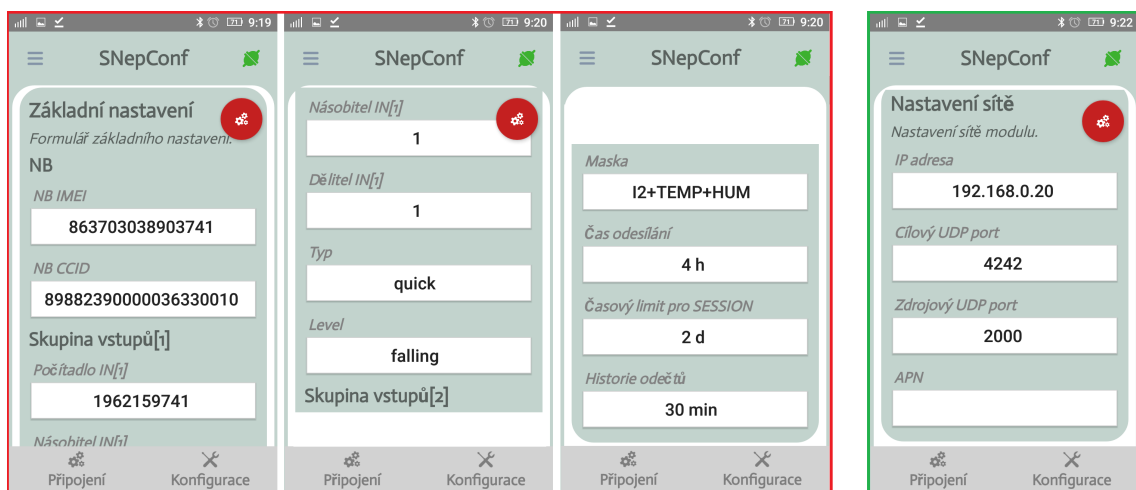 71 9:19
SNepConf
Základní nastavení
Formulář základního nastavení.
NB
NB IMEI
863703038903741
NB CCID
89882390000036330010
Skupina vstupů[1]
Počítadlo IN[1]
1962159741
Násobitel IN[1]
Připojení
Konfigurace
71 9:20
SNepConf
Násobitel IN[1]
1
Dělitel IN[1]
1
Typ
quick
Level
falling
Skupina vstupů[2]
Připojení
Konfigurace
71 9:20
SNepConf
Maska
I2+TEMP+HUM
Čas odesílání
4 h
Časový limit pro SESSION
2 d
Historie odečtů
30 min
Připojení
Konfigurace
71 9:22
SNepConf
Nastavení sítě
Nastavení sítě modulu.
IP adresa
192.168.0.20
Cílový UDP port
4242
Zdrojový UDP port
2000
APN
Připojení
Konfigurace